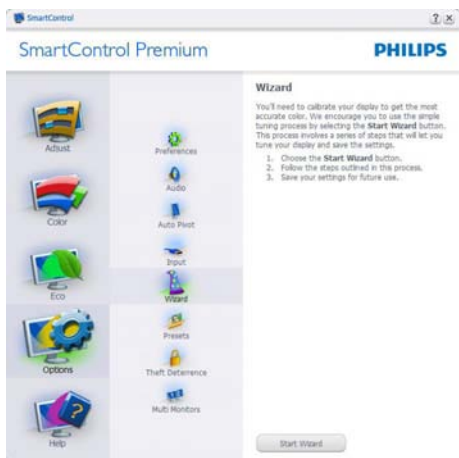 SmartControl
SmartControl Premium
PHILIPS
Adjust
Color
Eco
Options
Help
Preferences
Audio
Auto Pivot
Input
Wizard
Presets
Theft Deterrence
Multi Monitors
Wizard
You'll need to calibrate your display to get the most
accurate color. We encourage you to use the simple
tuning process by selecting the Start Wizard button.
This process involves a series of steps that will let you
tune your display and save the settings.
1. Choose the Start Wizard button.
2. Follow the steps outlined in this process.
3. Save your settings for future use.
Start Wizard